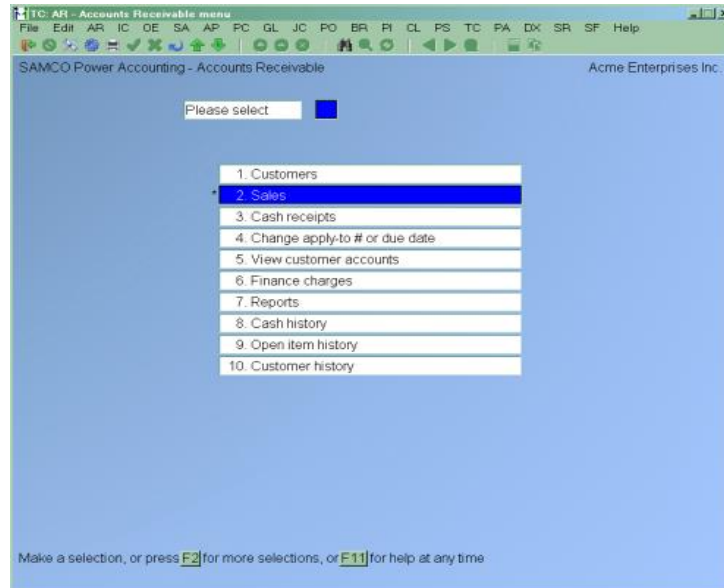 TC: AR - Accounts Receivable menu
File Edit AR IC OE SA AP PC GL JC PO BR PI CL PS TC PA DX SR SF Help
SAMCO Power Accounting - Accounts Receivable Acme Enterprises Inc.
Please select
1. Customers
* 2. Sales
3. Cash receipts
4. Change apply-to # or due date
5. View customer accounts
6. Finance charges
7. Reports
8. Cash history
9. Open item history
10. Customer history
Make a selection, or press F2 for more selections, or F11 for help at any time